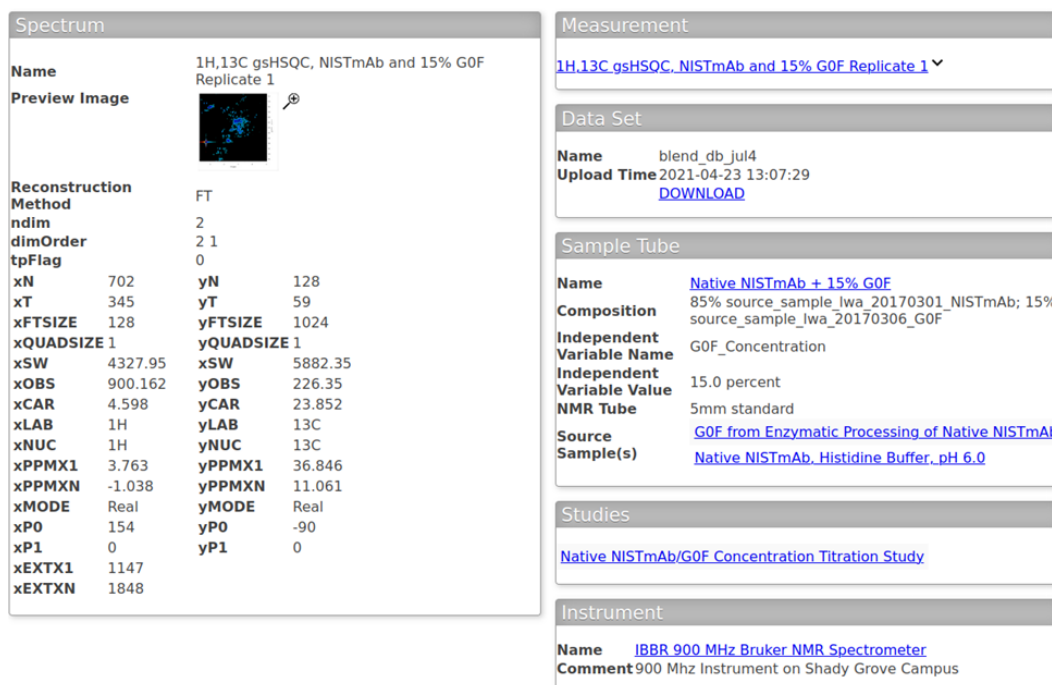 Spectrum
Name 1H,13C gsHSQC, NISTmAb and 15% G0F
Replicate 1
Preview Image
Reconstruction
Method FT
ndim 2
dimOrder 2 1
tpFlag 0
xN 702 yN 128
xT 345 yT 59
xFTSIZE 128 yFTSIZE 1024
xQUADSIZE 1 yQUADSIZE 1
xSW 4327.95 xSW 5882.35
xOBS 900.162 yOBS 226.35
xCAR 4.598 yCAR 23.852
xLAB 1H yLAB 13C
xNUC 1H yNUC 13C
xPPMX1 3.763 yPPMX1 36.846
xPPMXN -1.038 yPPMXN 11.061
xMODE Real yMODE Real
xP0 154 yP0 -90
xP1 0 yP1 0
xEXTX1 1147
xEXTXN 1848
Measurement
1H,13C gsHSQC, NISTmAb and 15% G0F Replicate 1
Data Set
Name blend_db_jul4
Upload Time 2021-04-23 13:07:29
DOWNLOAD
Sample Tube
Name Native NISTmAb + 15% G0F
Composition 85% source_sample_lwa_20170301_NISTmAb; 15%
source_sample_lwa_20170306_G0F
Independent
Variable Name G0F_Concentration
Independent
Variable Value 15.0 percent
NMR Tube 5mm standard
Source
Sample(s)
G0F from Enzymatic Processing of Native NISTmAb
Native NISTmAb, Histidine Buffer, pH 6.0
Studies
Native NISTmAb/G0F Concentration Titration Study
Instrument
Name IBBR 900 MHz Bruker NMR Spectrometer
Comment 900 Mhz Instrument on Shady Grove Campus